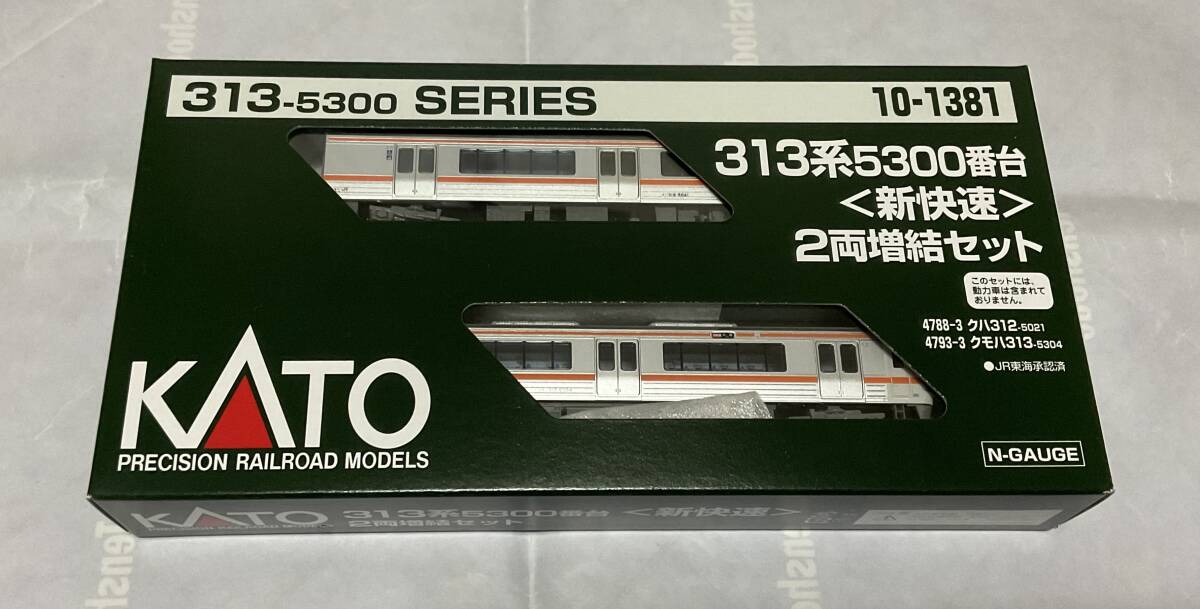 313-5300 SERIES
10-1381
313系5300番台
<新快速>
2両増結セット
このセットには、
動力車は含まれて
おりません。
4788-3 クハ312-5021
4793-3 クモハ313-5304
●JR東海承認済
KATO
PRECISION RAILROAD MODELS
N-GAUGE
KATO
PRECISION RAILROAD MODELS
313系5300番台 <新快速>
2両増結セット
Tenshod
Tensho